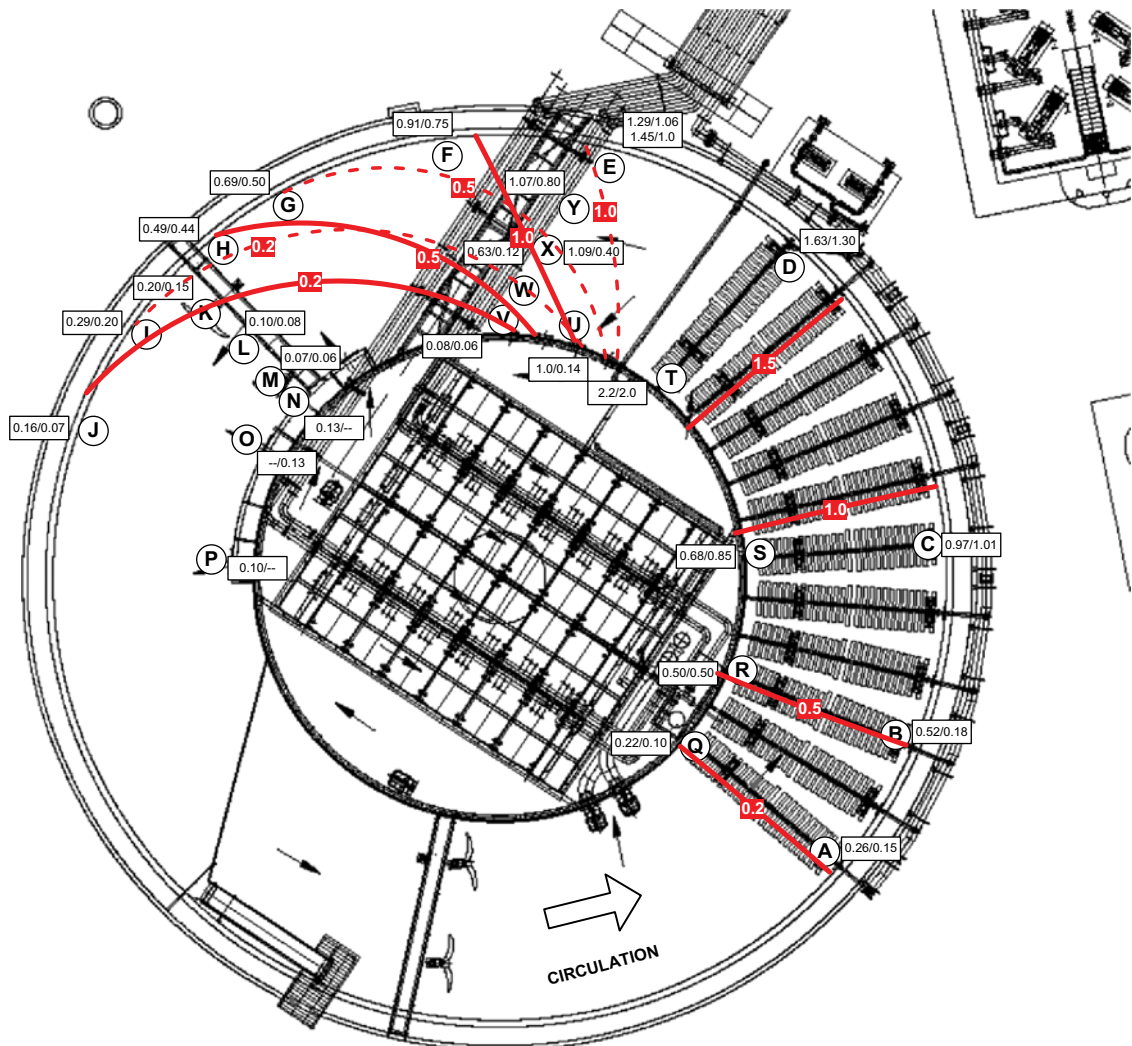 0.91/0.75
1.29/1.06
1.45/1.0
F
E
0.69/0.50
0.5
1.07/0.80
G
Y
1.0
0.49/0.44
H
0.2
0.5
1.0
X
0.63/0.12
1.09/0.40
1.63/1.30
D
0.20/0.15
0.2
W
0.29/0.20
I
K
0.10/0.08
V
U
L
0.08/0.06
0.07/0.06
1.0/0.14
1.5
M
2.2/2.0
T
N
0.16/0.07
J
0.13/--
O
--/0.13
1.0
P
0.10/--
0.68/0.85
S
C
0.97/1.01
0.50/0.50
R
0.5
B
0.52/0.18
0.22/0.10
Q
0.2
A
0.26/0.15
CIRCULATION